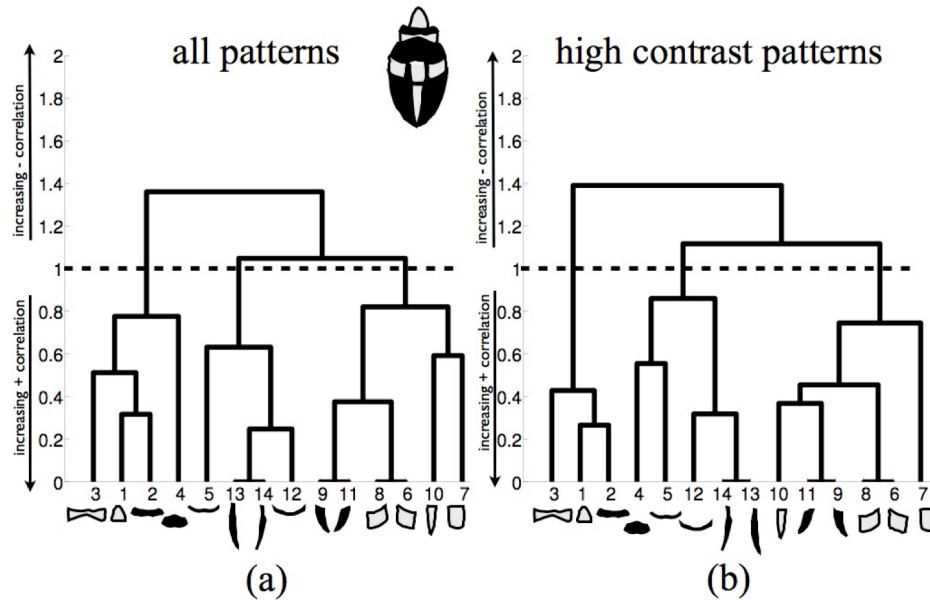 all patterns
high contrast patterns
increasing - correlation
increasing + correlation
2
1.8
1.6
1.4
1.2
1
0.8
0.6
0.4
0.2
0
3 1 2 4 5 13 14 12 9 11 8 6 10 7
(a)
increasing - correlation
increasing + correlation
2
1.8
1.6
1.4
1.2
1
0.8
0.6
0.4
0.2
0
3 1 2 4 5 12 14 13 10 11 9 8 6 7
(b)